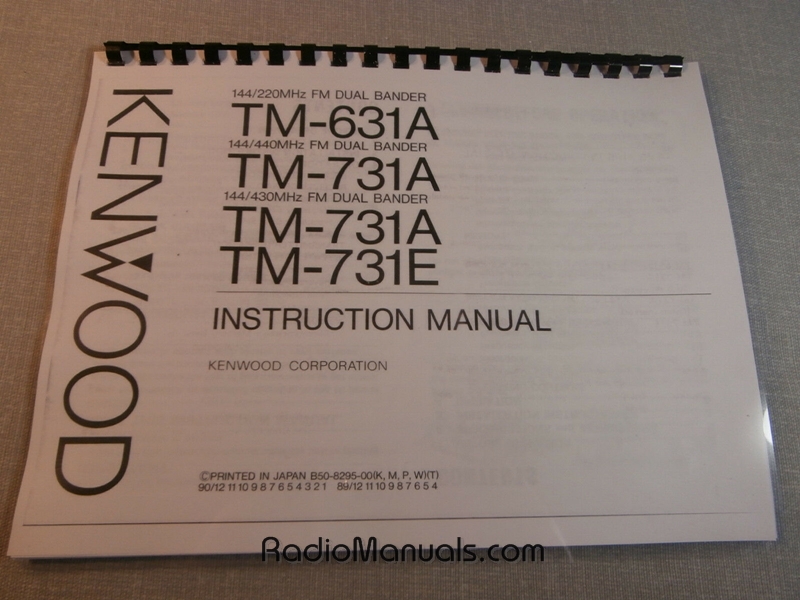 KENWOOD
144/220MHz FM DUAL BANDER
TM-631A
144/440MHz FM DUAL BANDER
TM-731A
144/430MHz FM DUAL BANDER
TM-731A
TM-731E
INSTRUCTION MANUAL
KENWOOD CORPORATION
©PRINTED IN JAPAN B50-8295-00(K, M, P, W)(T)
90/12 11 10 9 8 7 6 5 4 3 2 1 89/12 11 10 9 8 7 6 5 4
RadioManuals.com